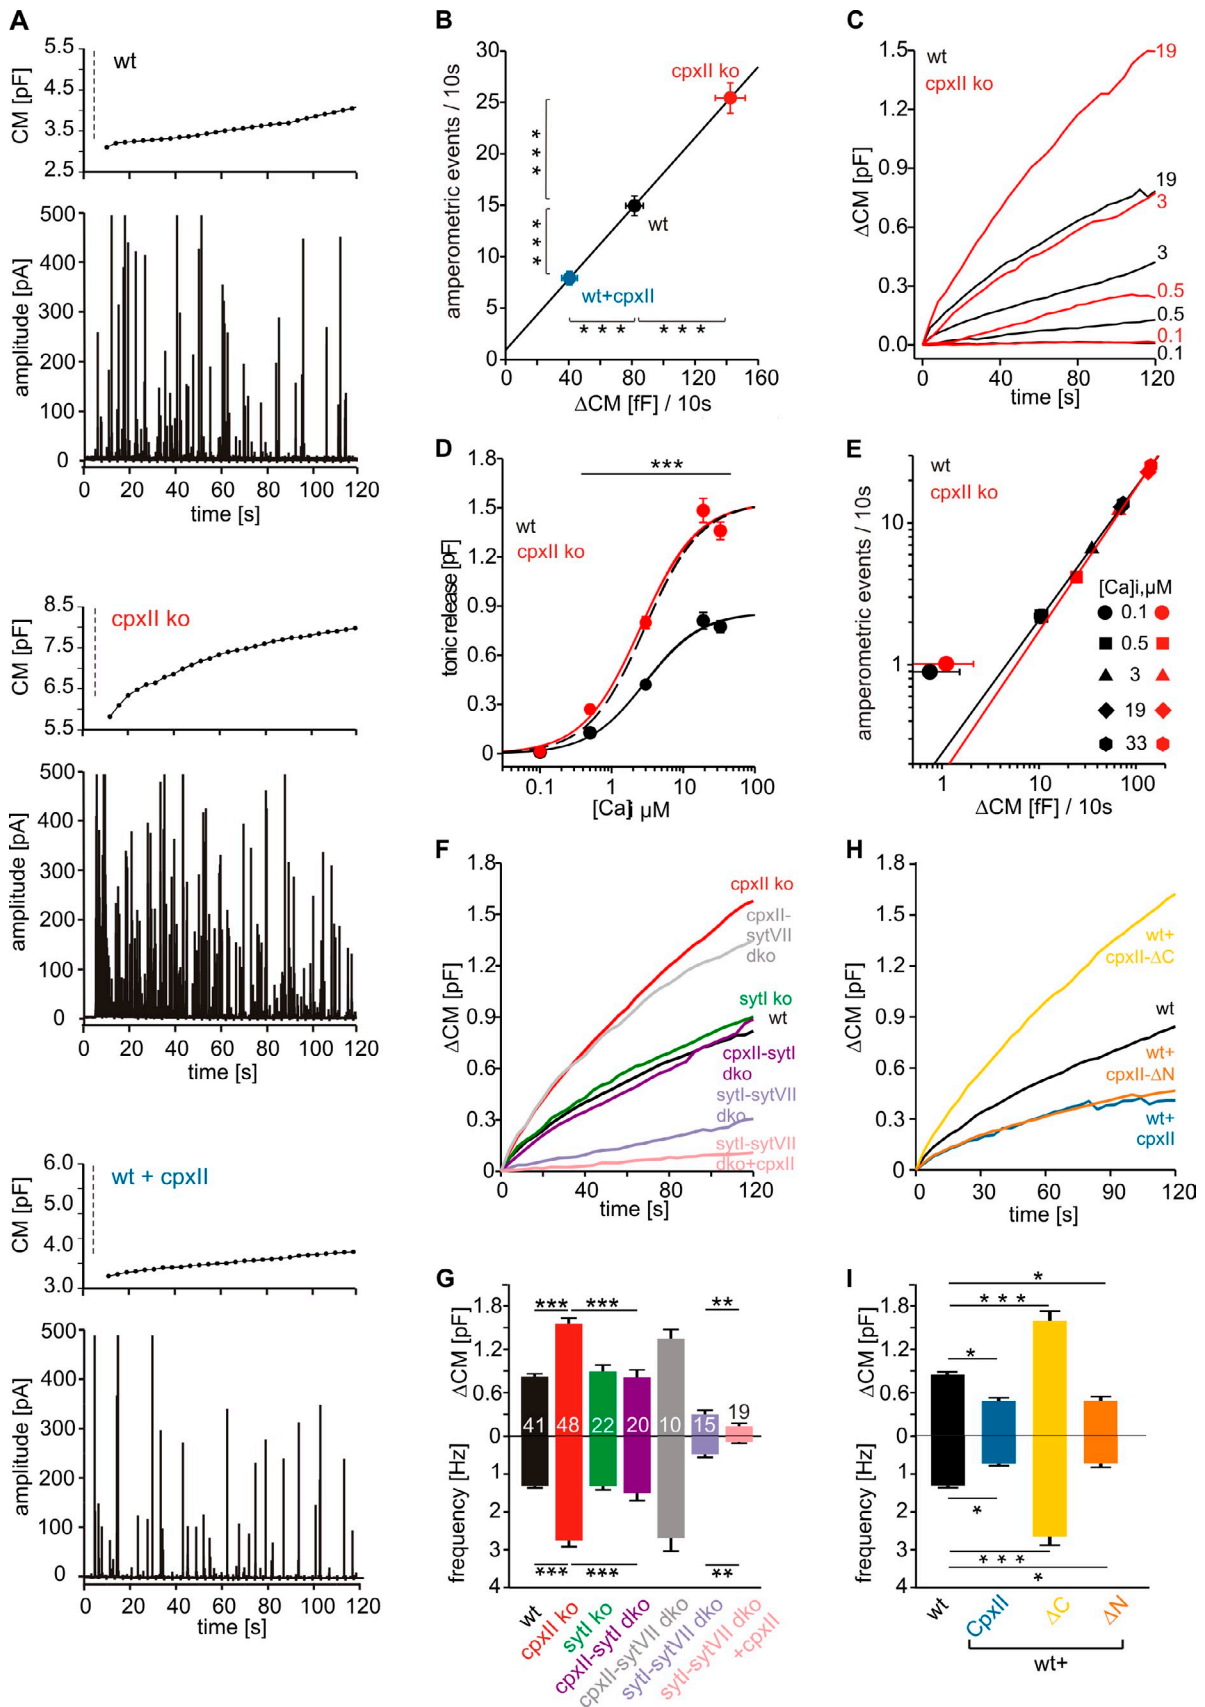 A
wt
CM [pF]
5.5
4.5
3.5
2.5
amplitude [pA]
500
400
300
200
100
0
0 20 40 60 80 100 120
time [s]
cpxII ko
CM [pF]
8.5
7.5
6.5
5.5
amplitude [pA]
500
400
300
200
100
0
0 20 40 60 80 100 120
time [s]
wt + cpxII
CM [pF]
6.0
5.0
4.0
3.0
amplitude [pA]
500
400
300
200
100
0
0 20 40 60 80 100 120
time [s]
B
amperometric events / 10s
30
25
20
15
10
5
0
cpxII ko
wt
wt+cpxII
***
***
*** ***
0 40 80 120 160
ΔCM [fF] / 10s
C
wt
cpxII ko
ΔCM [pF]
1.5
1.2
0.9
0.6
0.3
0.0
19
19
3
3
0.5
0.5
0.1
0.1
0 40 80 120
time [s]
D
tonic release [pF]
1.8
1.5
1.2
0.9
0.6
0.3
0
***
wt
cpxII ko
0.1 1 10 100
[Ca]i µM
E
wt
cpxII ko
amperometric events / 10s
10
1
[Ca]i,µM
0.1
0.5
3
19
33
1 10 100
ΔCM [fF] / 10s
F
ΔCM [pF]
1.8
1.5
1.2
0.9
0.6
0.3
0
cpxII ko
cpxII-
sytVII
dko
sytI ko
wt
cpxII-sytI
dko
sytI-sytVII
dko
sytI-sytVII
dko+cpxII
0 40 80 120
time [s]
H
ΔCM [pF]
1.8
1.5
1.2
0.9
0.6
0.3
0
wt+
cpxII-ΔC
wt
wt+
cpxII-ΔN
wt+
cpxII
0 30 60 90 120
time [s]
G
ΔCM [pF]
1.8
1.2
0.6
0
frequency [Hz]
1
2
3
4
*** *** **
41 48 22 20 10 15 19
*** *** **
wt
cpxII ko
sytI ko
cpxII-sytI dko
cpxII-sytVII dko
sytI-sytVII dko
sytI-sytVII dko
+cpxII
I
ΔCM [pF]
1.8
1.2
0.6
0
frequency [Hz]
1
2
3
4
*
***
*
*
***
*
wt
CpxII
ΔC
ΔN
wt+